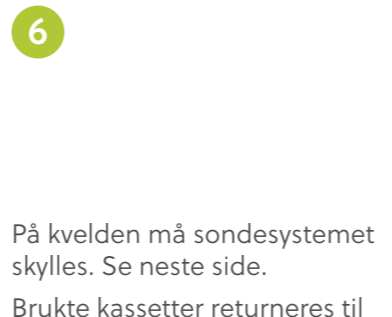 6
På kvelden må sondesystemet
skylles. Se neste side.
Brukte kassetter returneres til